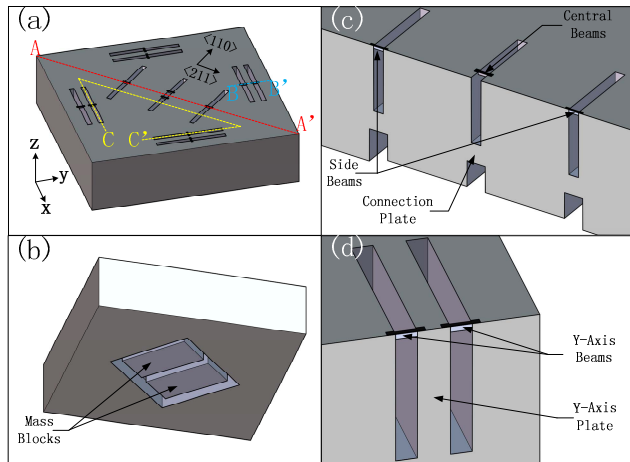 (a)
A
⟨110⟩
⟨211⟩
B
B'
C
C'
A'
z
y
x
(b)
Mass
Blocks
(c)
Central
Beams
Side
Beams
Connection
Plate
(d)
Y-Axis
Beams
Y-Axis
Plate